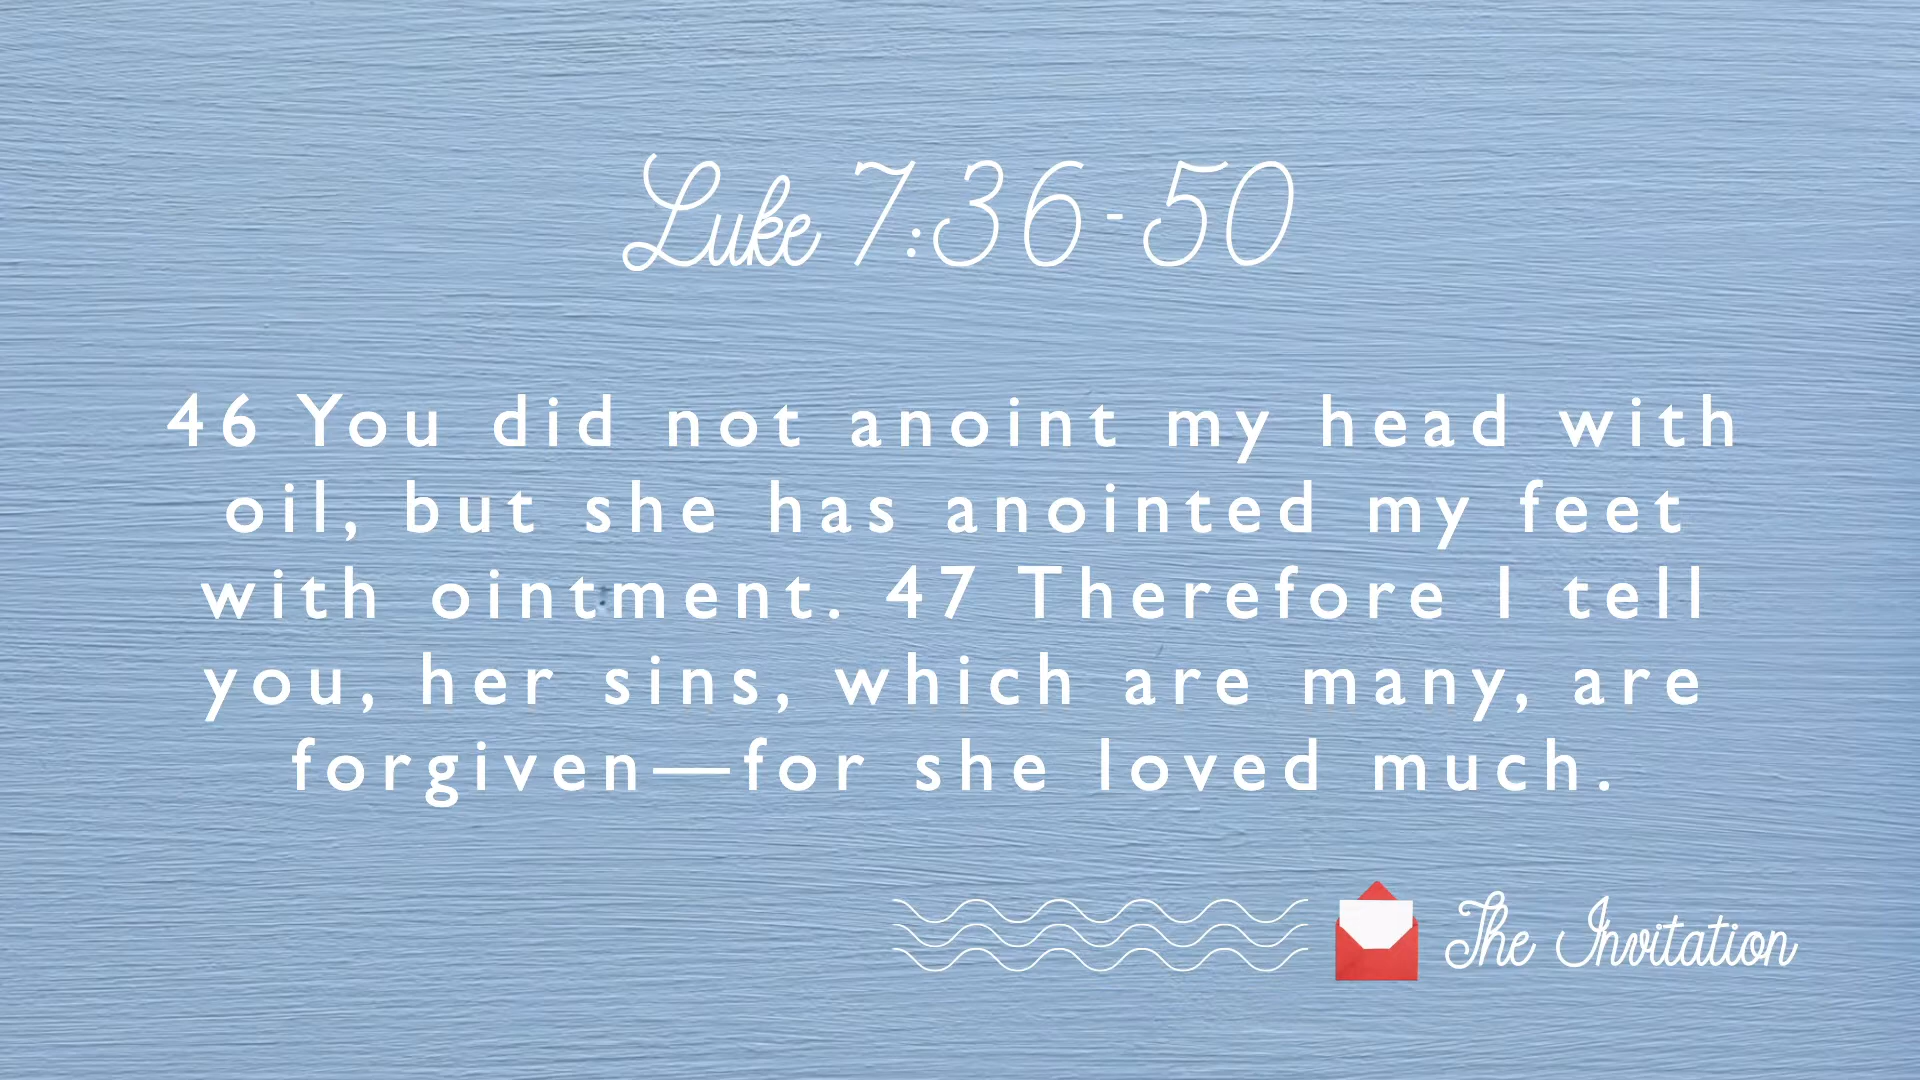 Luke 7:36-50
46 You did not anoint my head with
oil, but she has anointed my feet
with ointment. 47 Therefore I tell
you, her sins, which are many, are
forgiven—for she loved much.
The Invitation